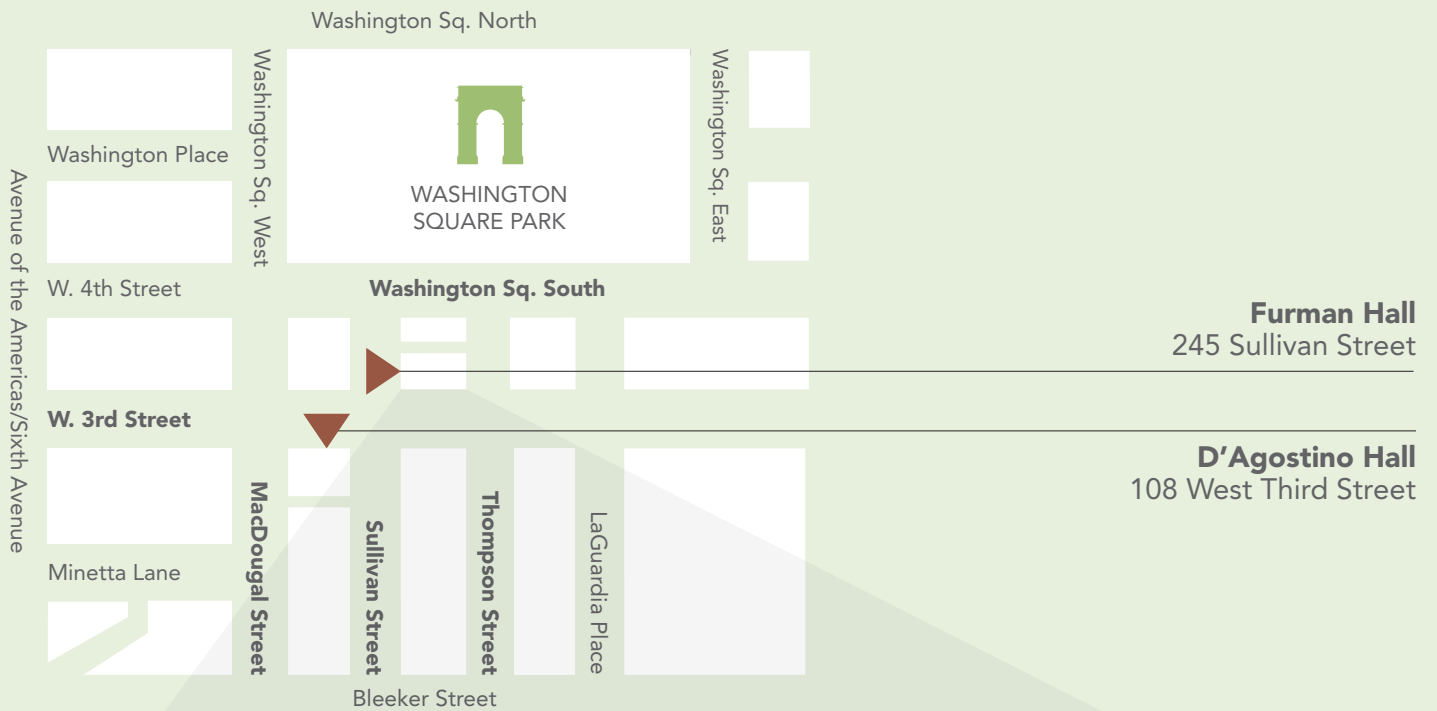 Washington Sq. North
Washington Sq. West
Washington Sq. East
Washington Place
WASHINGTON
SQUARE PARK
Avenue of the Americas/Sixth Avenue
W. 4th Street
Washington Sq. South
Furman Hall
245 Sullivan Street
W. 3rd Street
D’Agostino Hall
108 West Third Street
MacDougal Street
Sullivan Street
Thompson Street
LaGuardia Place
Minetta Lane
Bleeker Street